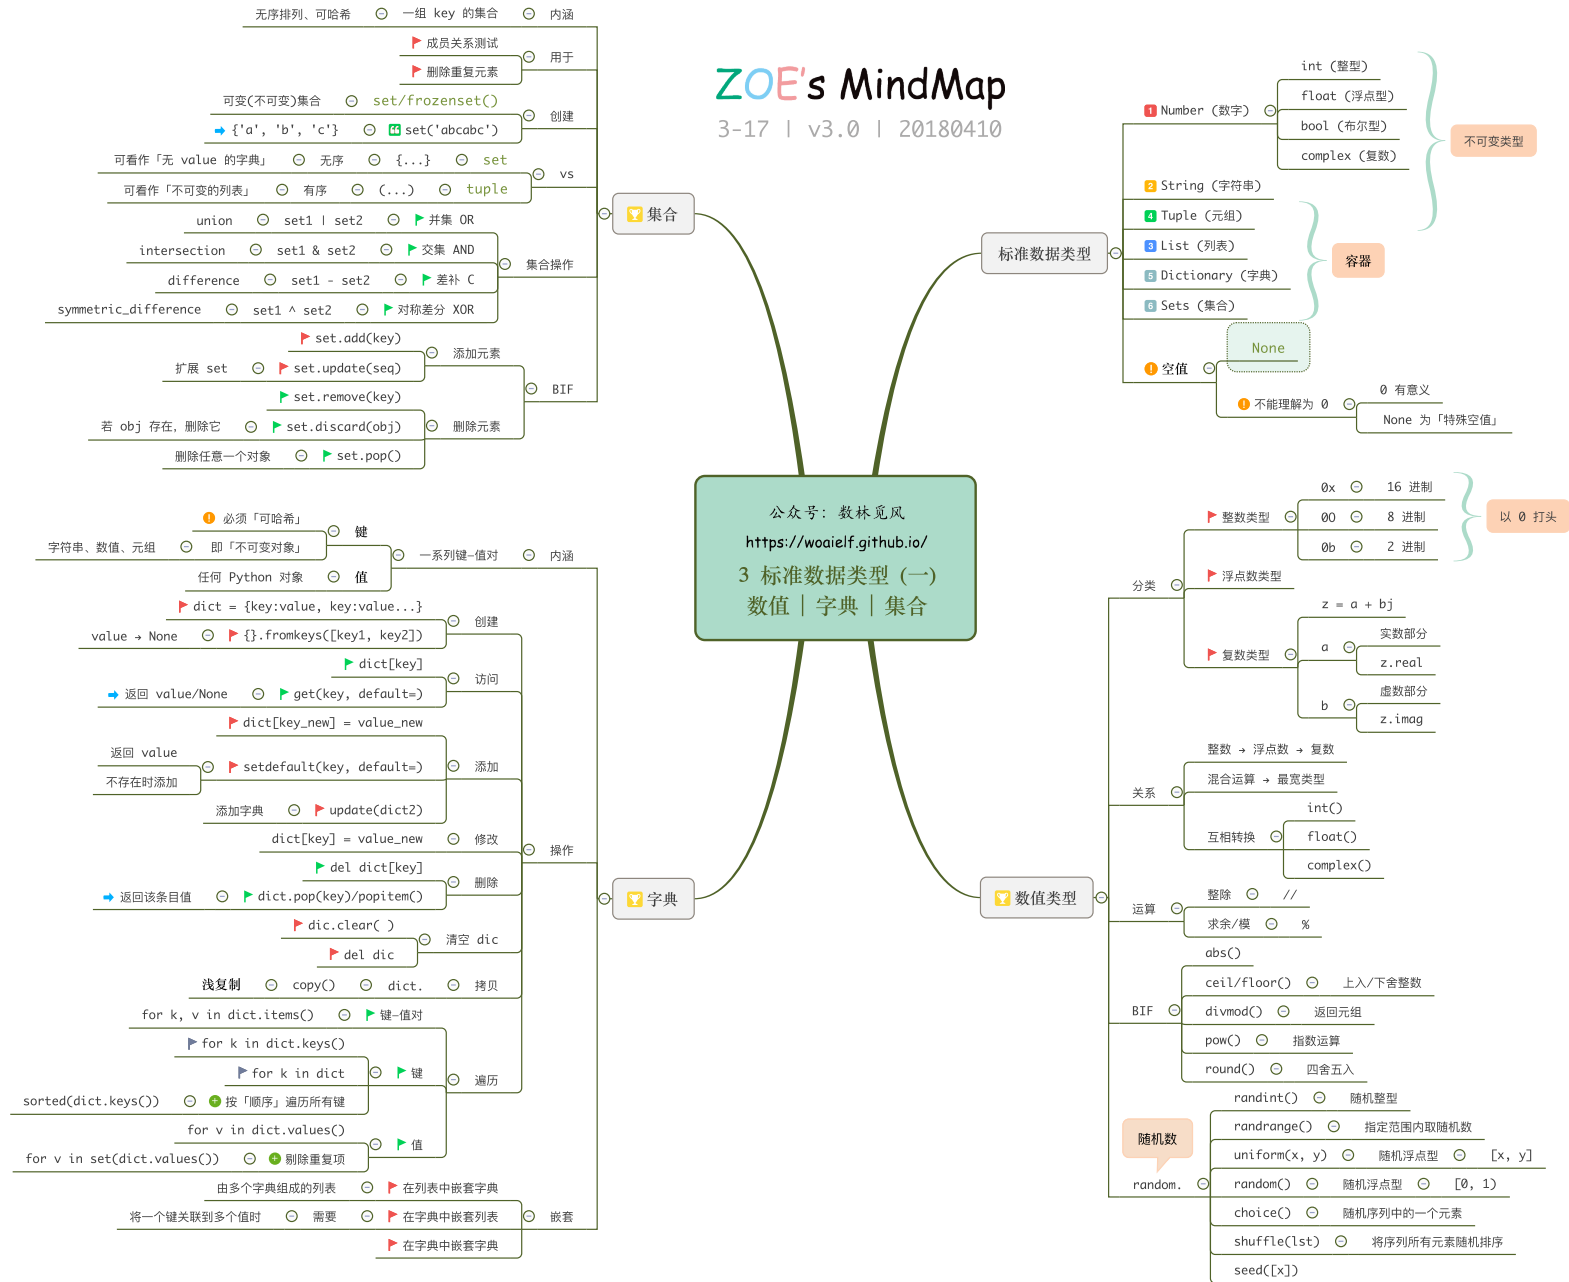 ZOE's MindMap
3-17 | v3.0 | 20180410
公众号：数林觅风
https://woaielf.github.io/
3 标准数据类型 (一)
数值 | 字典 | 集合
集合
内涵
一组 key 的集合
无序排列、可哈希
用于
成员关系测试
删除重复元素
创建
set/frozenset()
可变(不可变)集合
set('abcabc')
{'a', 'b', 'c'}
vs
set
{...}
无序
可看作「无 value 的字典」
tuple
(...)
有序
可看作「不可变的列表」
集合操作
并集 OR
set1 | set2
union
交集 AND
set1 & set2
intersection
差补 C
set1 - set2
difference
对称差分 XOR
set1 ^ set2
symmetric_difference
BIF
添加元素
set.add(key)
set.update(seq)
扩展 set
删除元素
set.remove(key)
set.discard(obj)
若 obj 存在，删除它
set.pop()
删除任意一个对象
字典
内涵
一系列键-值对
键
必须「可哈希」
即「不可变对象」
字符串、数值、元组
值
任何 Python 对象
操作
创建
dict = {key:value, key:value...}
{}.fromkeys([key1, key2])
value → None
访问
dict[key]
get(key, default=)
返回 value/None
添加
dict[key_new] = value_new
setdefault(key, default=)
返回 value
不存在时添加
update(dict2)
添加字典
修改
dict[key] = value_new
删除
del dict[key]
dict.pop(key)/popitem()
返回该条目值
清空 dic
dic.clear( )
del dic
拷贝
dict.
copy()
浅复制
遍历
键-值对
for k, v in dict.items()
键
for k in dict.keys()
for k in dict
按「顺序」遍历所有键
sorted(dict.keys())
值
for v in dict.values()
剔除重复项
for v in set(dict.values())
嵌套
在列表中嵌套字典
由多个字典组成的列表
在字典中嵌套列表
需要
将一个键关联到多个值时
在字典中嵌套字典
标准数据类型
1 Number (数字)
int (整型)
float (浮点型)
bool (布尔型)
complex (复数)
2 String (字符串)
4 Tuple (元组)
3 List (列表)
5 Dictionary (字典)
6 Sets (集合)
不可变类型
容器
空值
None
不能理解为 0
0 有意义
None 为「特殊空值」
数值类型
分类
整数类型
0x
16 进制
0O
8 进制
0b
2 进制
以 0 打头
浮点数类型
复数类型
z = a + bj
a
实数部分
z.real
b
虚数部分
z.imag
关系
整数 → 浮点数 → 复数
混合运算 → 最宽类型
互相转换
int()
float()
complex()
运算
整除
//
求余/模
%
BIF
abs()
ceil/floor()
上入/下舍整数
divmod()
返回元组
pow()
指数运算
round()
四舍五入
随机数
random.
randint()
随机整型
randrange()
指定范围内取随机数
uniform(x, y)
随机浮点型
[x, y]
random()
随机浮点型
[0, 1)
choice()
随机序列中的一个元素
shuffle(lst)
将序列所有元素随机排序
seed([x])